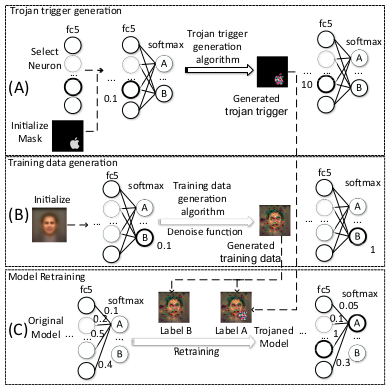 Trojan trigger generation
fc5
Select
Neuron
...
Initialize
Mask
(A)
fc5
softmax
A
B
...
...
0.1
Trojan trigger
generation
algorithm
Generated
trojan trigger
fc5
softmax
A
B
...
...
10
Training data generation
(B)
Initialize
fc5
softmax
A
B
...
...
0.1
Training data
generation
algorithm
Denoise function
Generated
training data
fc5
softmax
A
B
...
...
1
Model Retraining
(C)
Original
Model
fc5
softmax
0.1
0.2
0.5
0.4
A
B
...
...
Label B
Label A
Retraining
Trojaned
Model
fc5
softmax
0.05
0.1
1
0.3
A
B
...
...